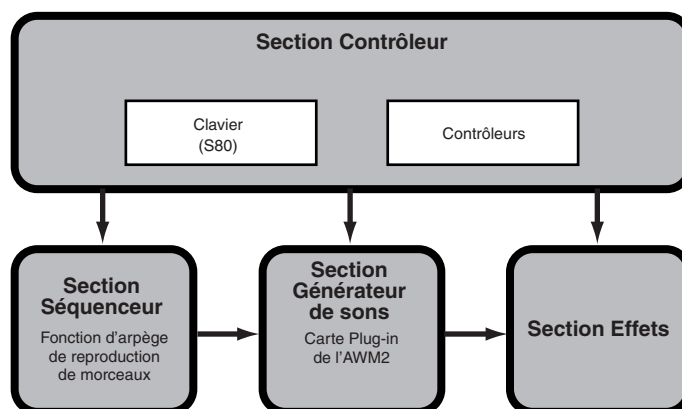 Section Contrôleur
Clavier
(S80)
Contrôleurs
Section
Séquenceur
Fonction d'arpège
de reproduction
de morceaux
Section
Générateur
de sons
Carte Plug-in
de l'AWM2
Section Effets